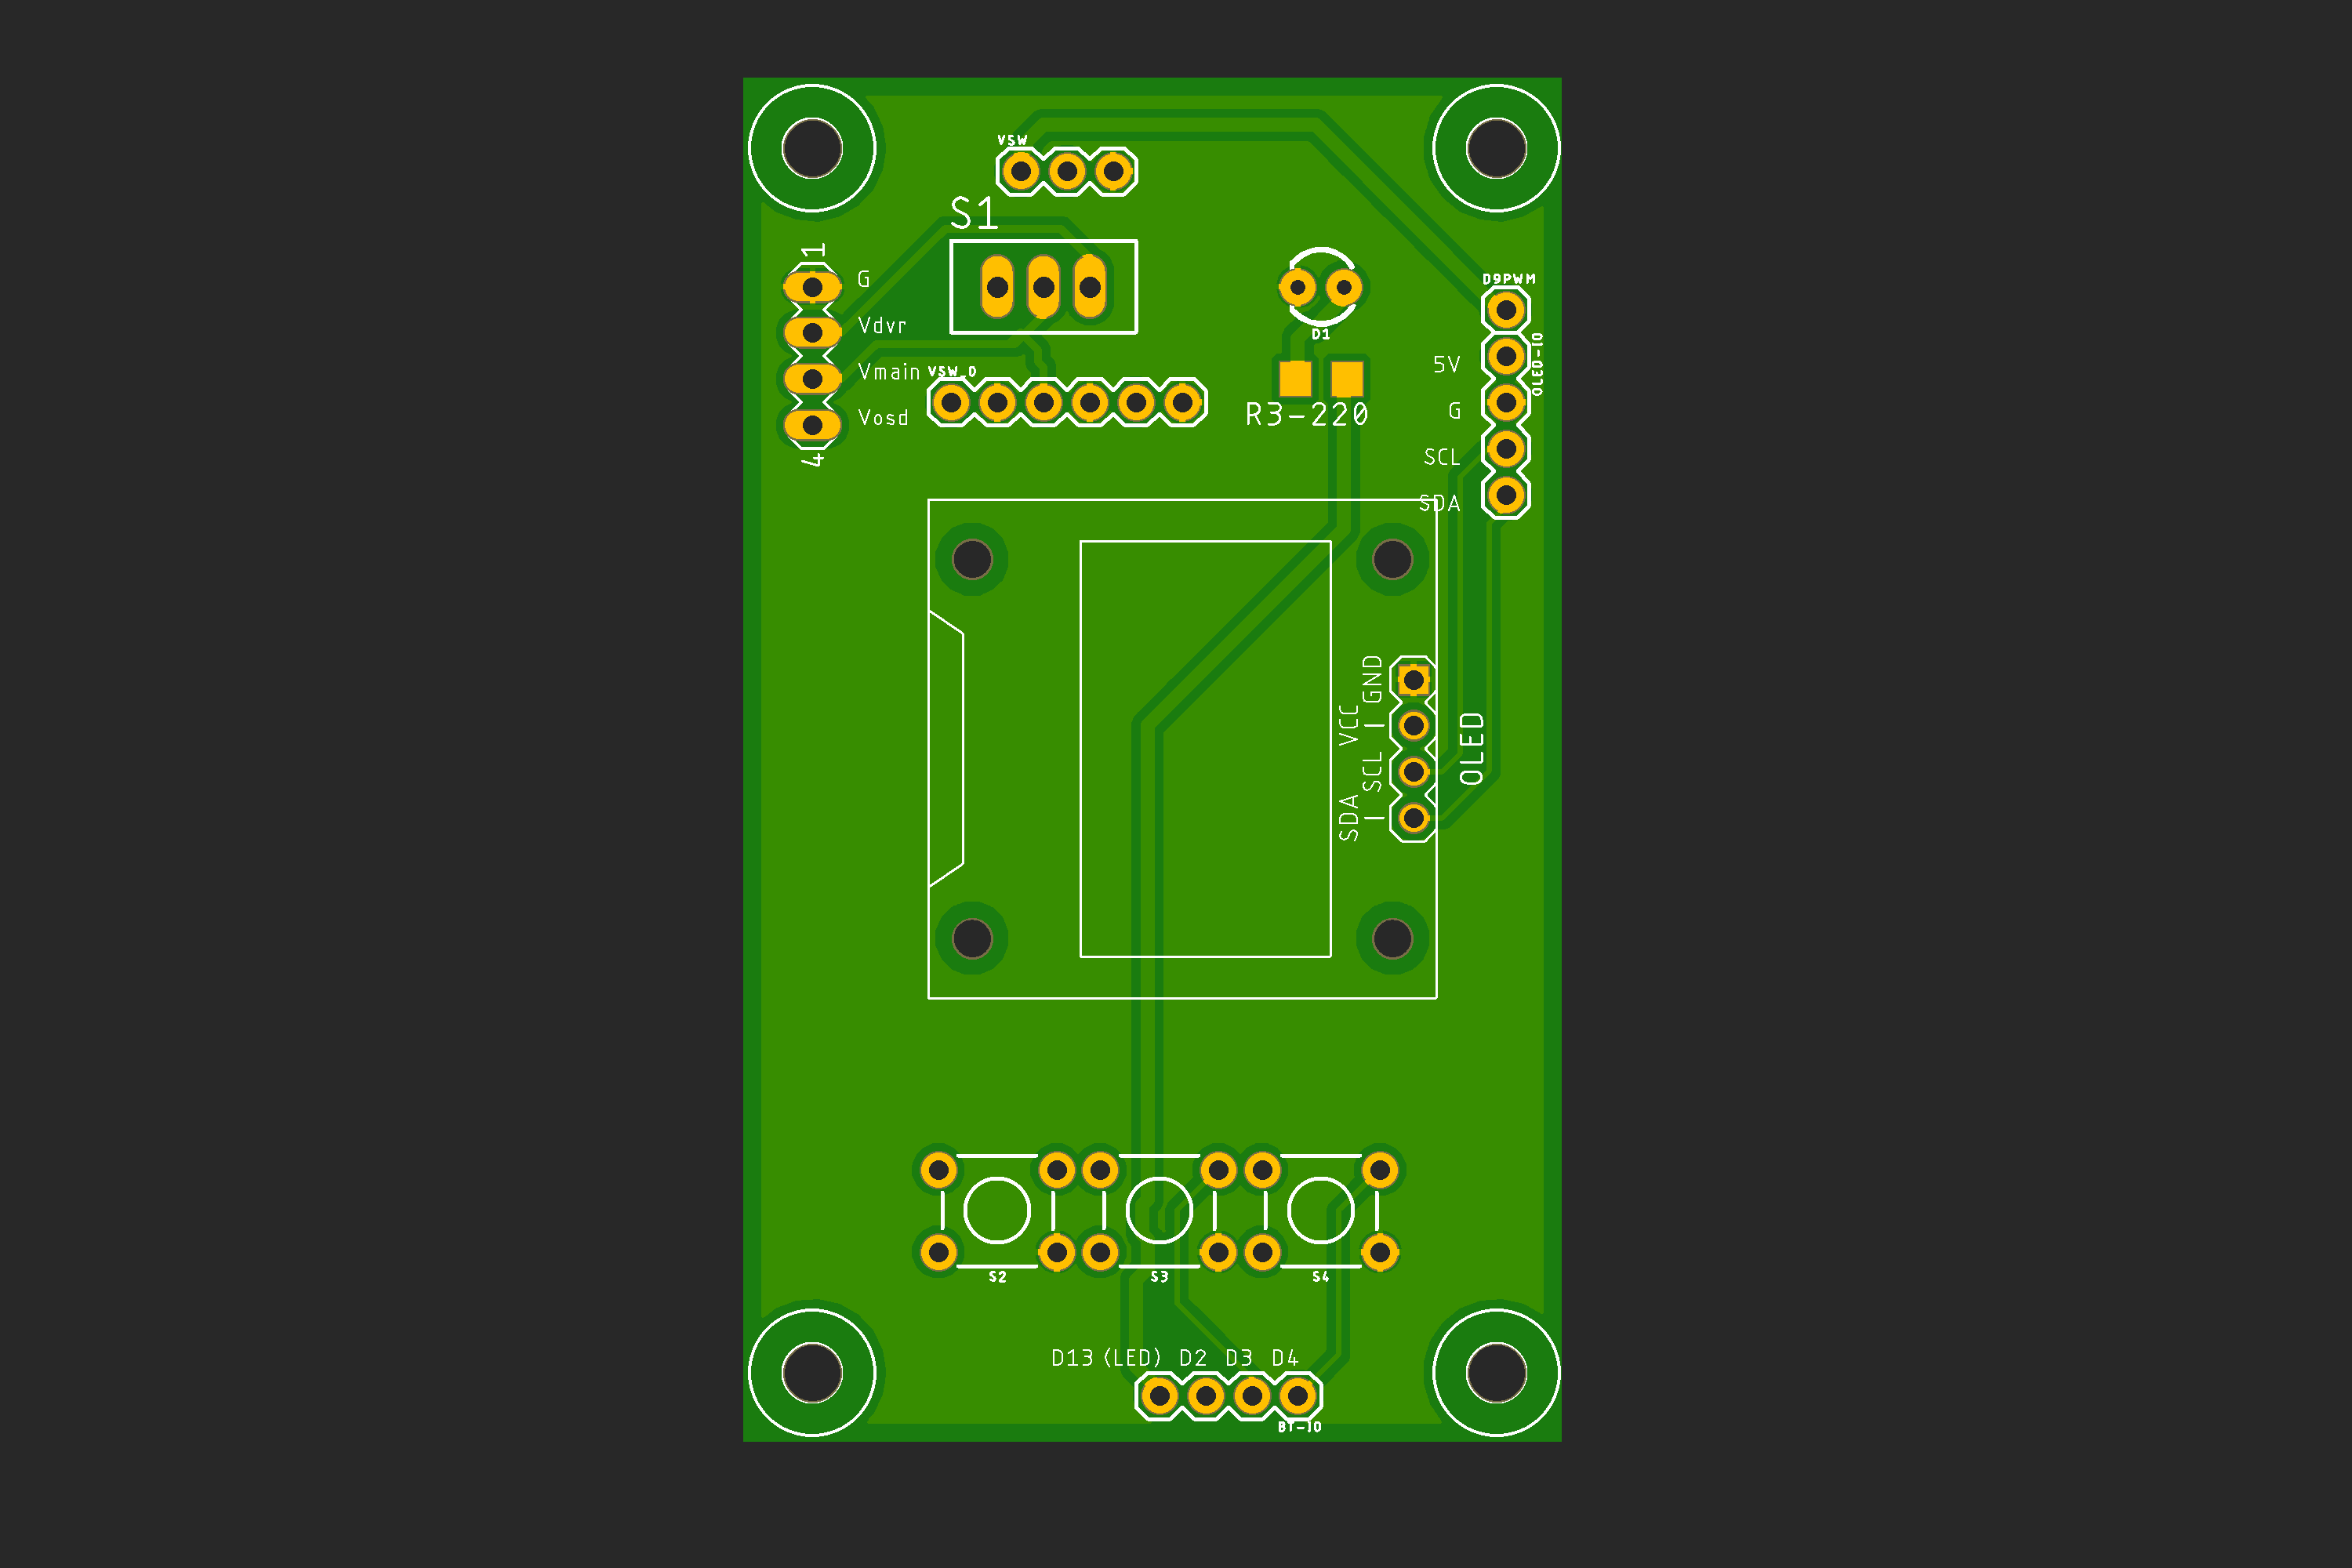 VSW
S1
1
G
D9PWM
Vdvr
D1
OLED-IO
5V
Vmain
VSW_D
Vosd
R3-220
G
4
SCL
SDA
GND
VCC
SCL
SDA
OLED
S2
S3
S4
D13 (LED) D2 D3 D4
BT-IO